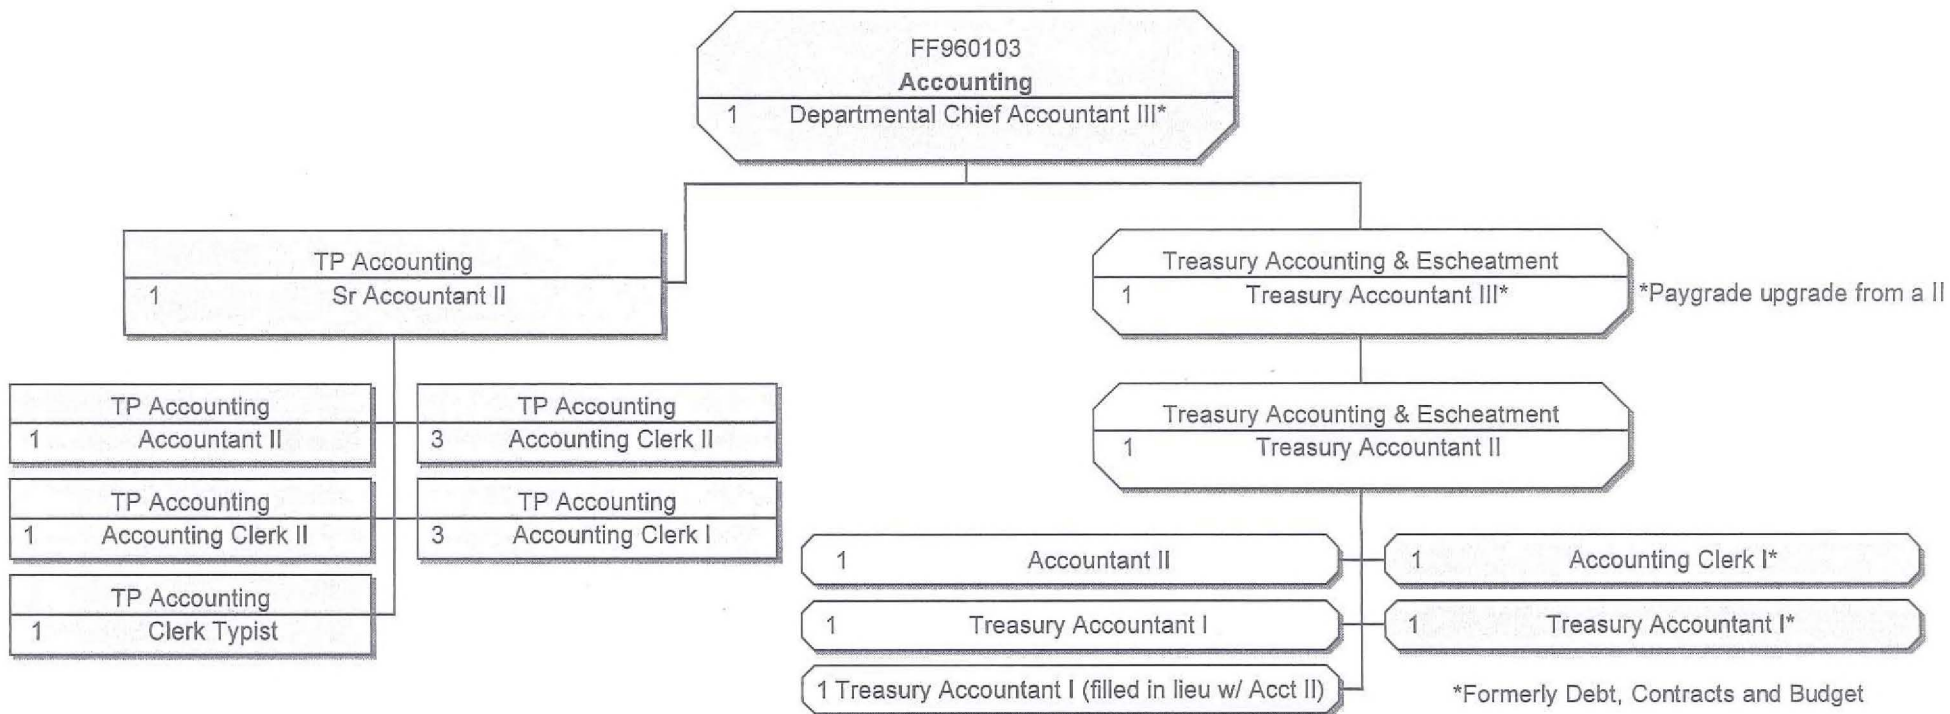 FF960103
Accounting
1 Departmental Chief Accountant III*
TP Accounting
1 Sr Accountant II
TP Accounting
1 Accountant II
TP Accounting
3 Accounting Clerk II
TP Accounting
1 Accounting Clerk II
TP Accounting
3 Accounting Clerk I
TP Accounting
1 Clerk Typist
Treasury Accounting & Escheatment
1 Treasury Accountant III*
*Paygrade upgrade from a II
Treasury Accounting & Escheatment
1 Treasury Accountant II
1 Accountant II
1 Accounting Clerk I*
1 Treasury Accountant I
1 Treasury Accountant I*
1 Treasury Accountant I (filled in lieu w/ Acct II)
*Formerly Debt, Contracts and Budget